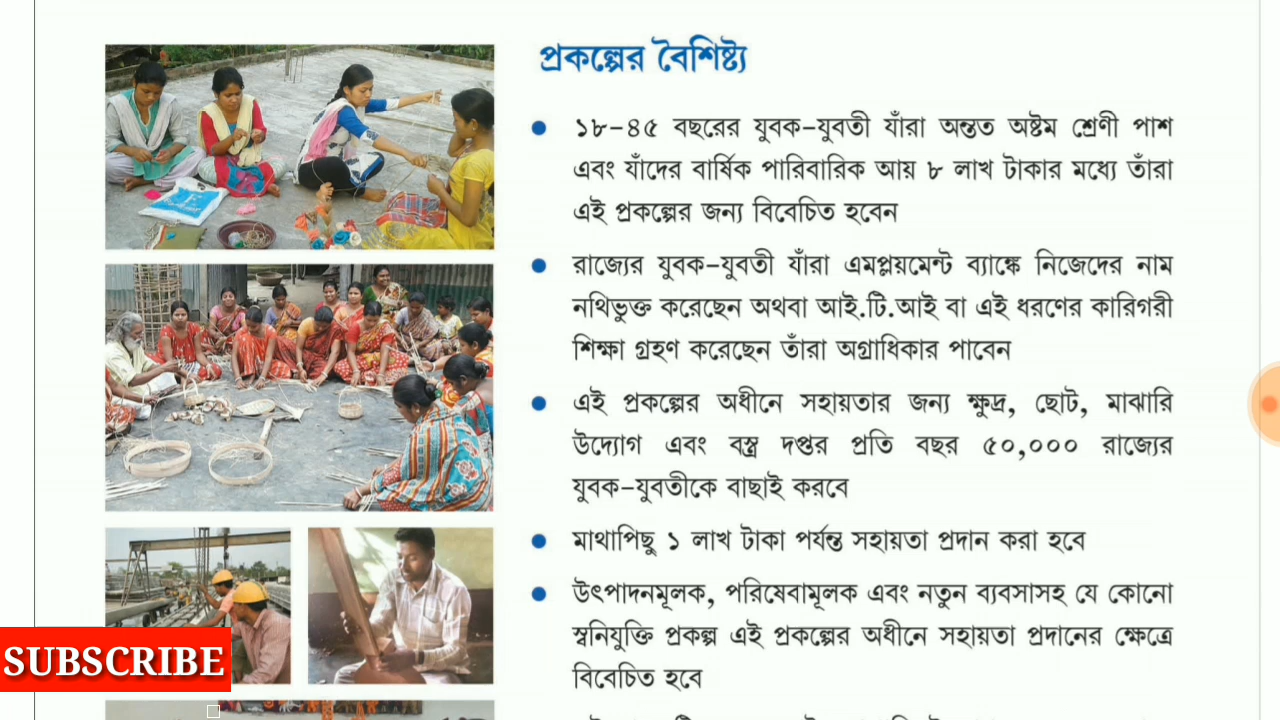 প্রকল্পের বৈশিষ্ট্য
১৮-৪৫ বছরের যুবক-যুবতী যাঁরা অন্তত অষ্টম শ্রেণী পাশ
এবং যাঁদের বার্ষিক পারিবারিক আয় ৮ লাখ টাকার মধ্যে তাঁরা
এই প্রকল্পের জন্য বিবেচিত হবেন
রাজ্যের যুবক-যুবতী যাঁরা এমপ্লয়মেন্ট ব্যাঙ্কে নিজেদের নাম
নথিভুক্ত করেছেন অথবা আই.টি.আই বা এই ধরণের কারিগরী
শিক্ষা গ্রহণ করেছেন তাঁরা অগ্রাধিকার পাবেন
এই প্রকল্পের অধীনে সহায়তার জন্য ক্ষুদ্র, ছোট, মাঝারি
উদ্যোগ এবং বস্ত্র দপ্তর প্রতি বছর ৫০,০০০ রাজ্যের
যুবক-যুবতীকে বাছাই করবে
মাথাপিছু ১ লাখ টাকা পর্যন্ত সহায়তা প্রদান করা হবে
উৎপাদনমূলক, পরিষেবামূলক এবং নতুন ব্যবসাসহ যে কোনো
স্বনিযুক্তি প্রকল্প এই প্রকল্পের অধীনে সহায়তা প্রদানের ক্ষেত্রে
বিবেচিত হবে
SUBSCRIBE